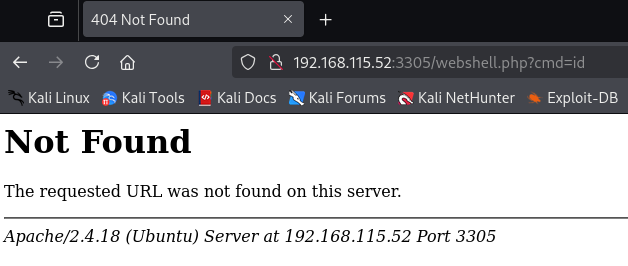 404 Not Found
192.168.115.52:3305/webshell.php?cmd=id
Kali Linux Kali Tools Kali Docs Kali Forums Kali NetHunter Exploit-DB
Not Found
The requested URL was not found on this server.
Apache/2.4.18 (Ubuntu) Server at 192.168.115.52 Port 3305